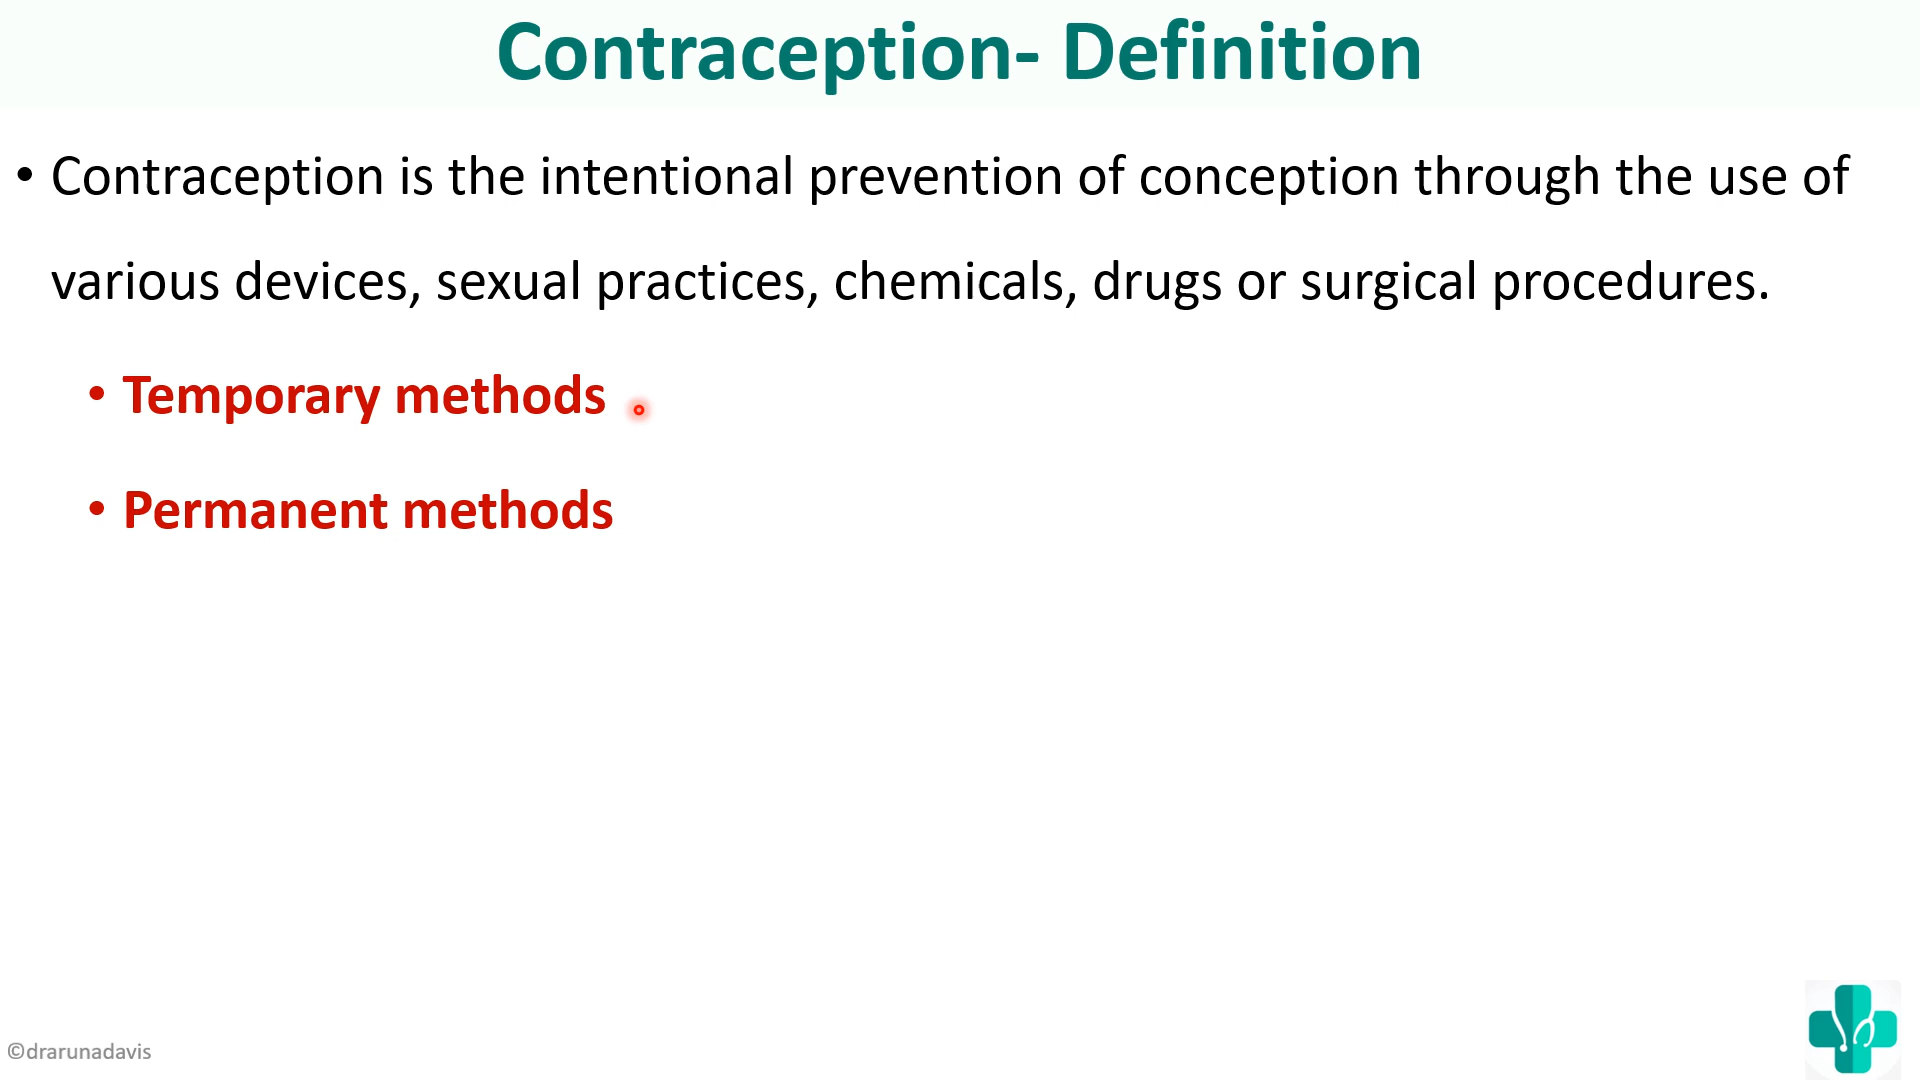 Contraception- Definition
• Contraception is the intentional prevention of conception through the use of
various devices, sexual practices, chemicals, drugs or surgical procedures.
• Temporary methods
• Permanent methods
©drarunadavis